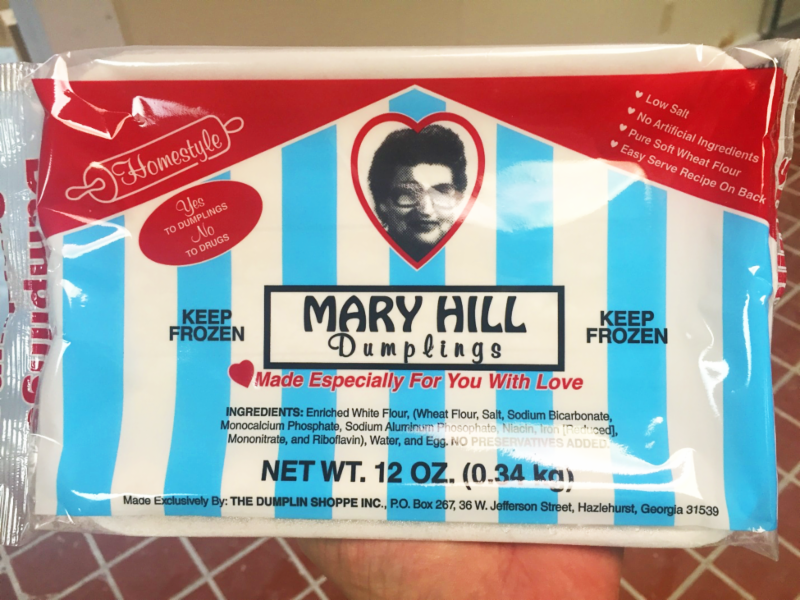 Homestyle
Yes
TO DUMPLINGS
No
TO DRUGS
Low Salt
No Artificial Ingredients
Pure Soft Wheat Flour
Easy Serve Recipe On Back
KEEP
FROZEN
MARY HILL
Dumplings
KEEP
FROZEN
Made Especially For You With Love
INGREDIENTS: Enriched White Flour, (Wheat Flour, Salt, Sodium Bicarbonate,
Monocalcium Phosphate, Sodium Aluminum Phosophate, Niacin, Iron [Reduced],
Mononitrate, and Riboflavin), Water, and Egg. NO PRESERVATIVES ADDED
NET WT. 12 OZ. (0.34 kg)
Made Exclusively By: THE DUMPLIN SHOPPE INC., P.O. Box 267, 36 W. Jefferson Street, Hazlehurst, Georgia 31539